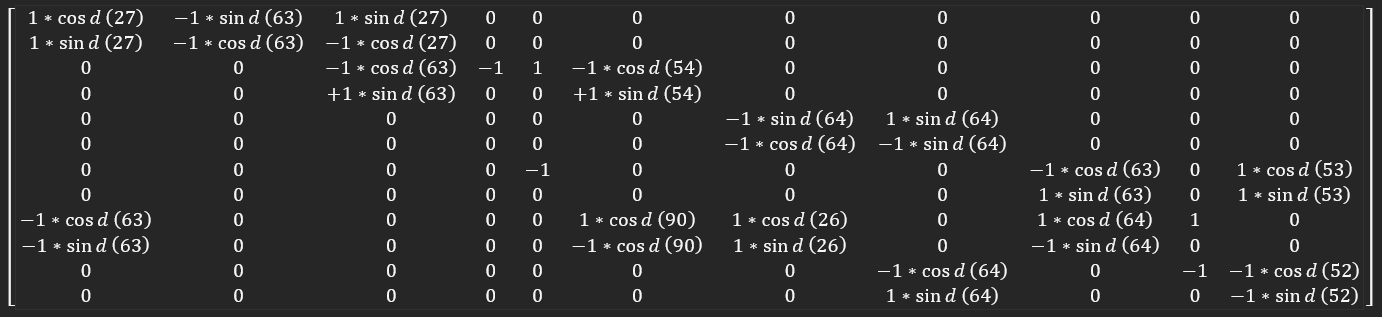 1 ∗ cos d (27) −1 ∗ sin d (63) 1 ∗ sin d (27) 0 0 0 0 0 0 0 0
1 ∗ sin d (27) −1 ∗ cos d (63) −1 ∗ cos d (27) 0 0 0 0 0 0 0 0
0 0 −1 ∗ cos d (63) −1 1 −1 ∗ cos d (54) 0 0 0 0 0
0 0 +1 ∗ sin d (63) 0 0 +1 ∗ sin d (54) 0 0 0 0 0
0 0 0 0 0 0 −1 ∗ sin d (64) 1 ∗ sin d (64) 0 0 0
0 0 0 0 0 0 −1 ∗ cos d (64) −1 ∗ sin d (64) 0 0 0
0 0 0 0 −1 0 0 0 −1 ∗ cos d (63) 0 1 ∗ cos d (53)
0 0 0 0 0 0 0 0 1 ∗ sin d (63) 0 1 ∗ sin d (53)
−1 ∗ cos d (63) 0 0 0 0 1 ∗ cos d (90) 1 ∗ cos d (26) 0 1 ∗ cos d (64) 1 0
−1 ∗ sin d (63) 0 0 0 0 −1 ∗ cos d (90) 1 ∗ sin d (26) 0 −1 ∗ sin d (64) 0 0
0 0 0 0 0 0 0 −1 ∗ cos d (64) 0 −1 −1 ∗ cos d (52)
0 0 0 0 0 0 0 1 ∗ sin d (64) 0 0 −1 ∗ sin d (52)